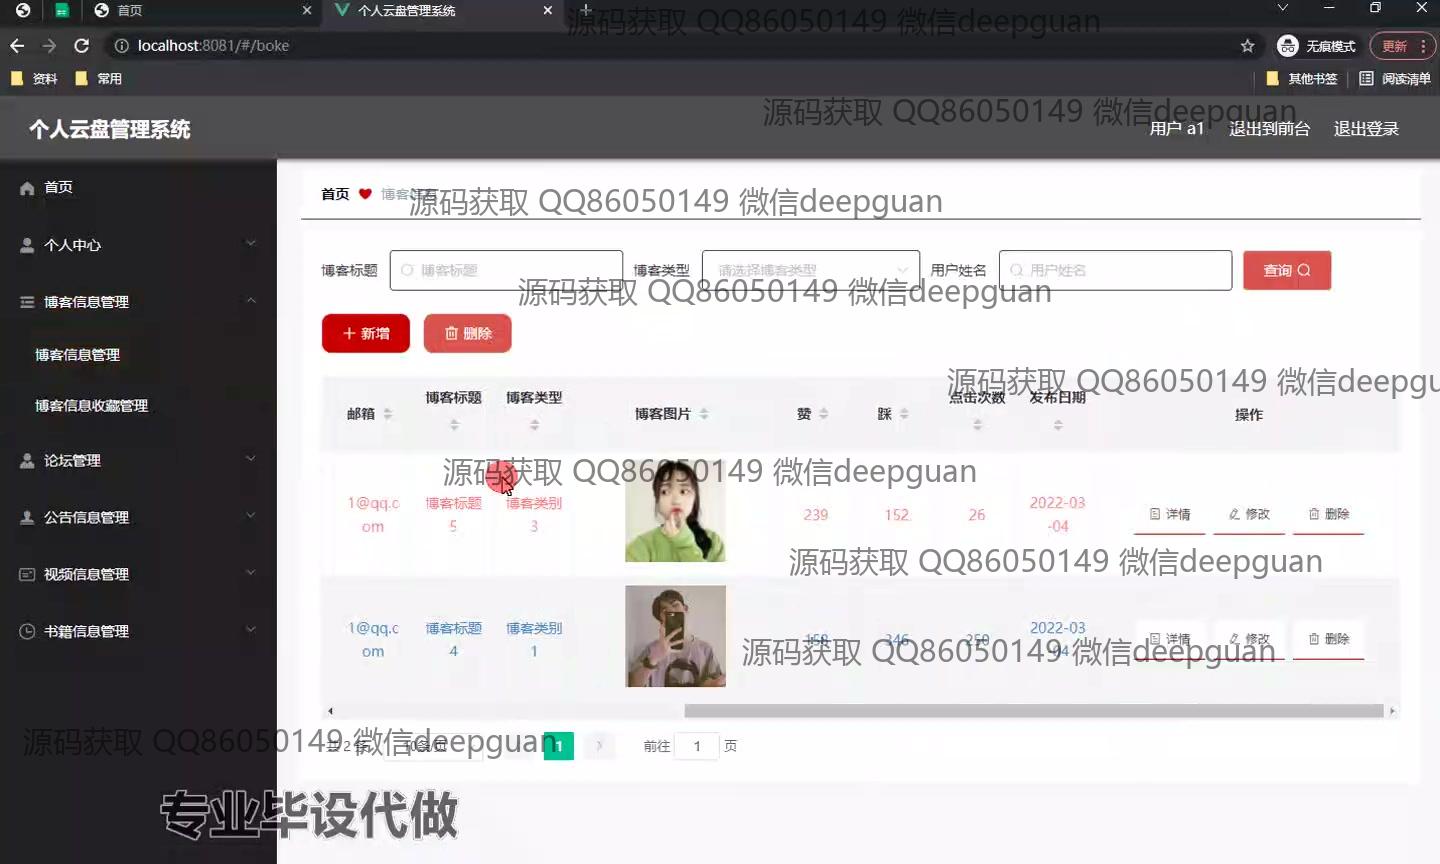 首页
个人云盘管理系统
源码获取 QQ86050149 微信deepguan
localhost:8081/#/boke
无痕模式
更新
资料
常用
其他书签
阅读清单
源码获取 QQ86050149 微信deepguan
个人云盘管理系统
用户 a1
退出到前台
退出登录
首页
个人中心
博客信息管理
博客信息管理
博客信息收藏管理
论坛管理
公告信息管理
视频信息管理
书籍信息管理
首页
源码获取 QQ86050149 微信deepguan
博客标题
博客标题
博客类型
请选择博客类型
用户姓名
用户姓名
查询
源码获取 QQ86050149 微信deepguan
新增
删除
源码获取 QQ86050149 微信deepgu
邮箱
博客标题
博客类型
博客图片
赞
踩
点击次数
发布日期
操作
源码获取 QQ86050149 微信deepguan
1@qq.c
om
博客标题
5
博客类别
3
239
152
26
2022-03
-04
详情
修改
删除
源码获取 QQ86050149 微信deepguan
1@qq.c
om
博客标题
4
博客类别
1
158
346
250
2022-03
详情
修改
删除
源码获取 QQ86050149 微信deepguan
源码获取 QQ86050149 微信deepguan
1
前往
1
页
专业毕设代做